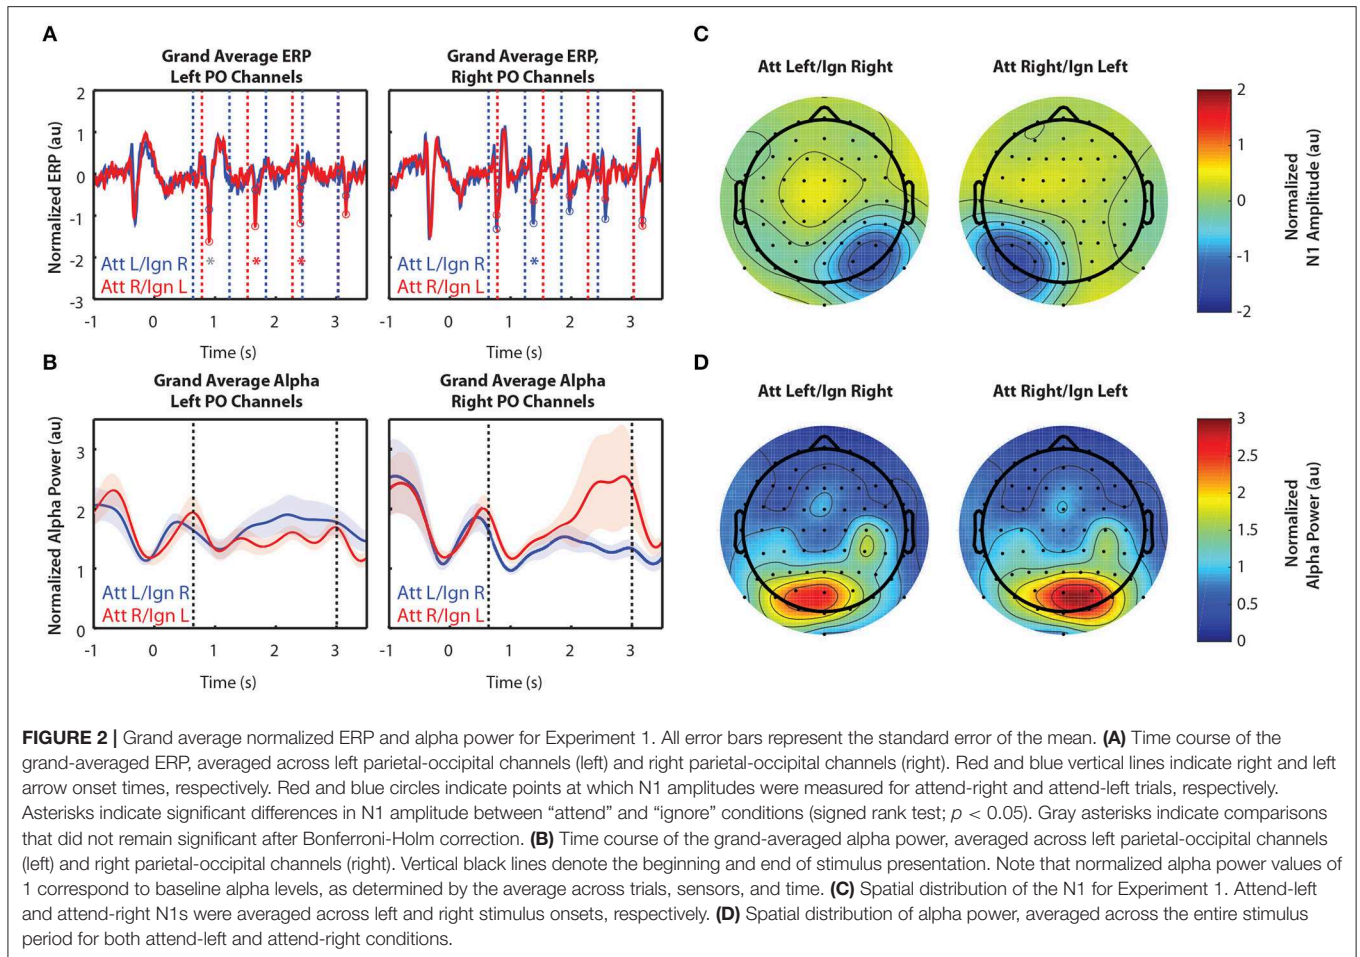 A
Grand Average ERP
Left PO Channels
Grand Average ERP,
Right PO Channels
Normalized ERP (au)
2
1
0
-1
-2
-3
Att L/Ign R
Att R/Ign L
*
*
*
Att L/Ign R
Att R/Ign L
*
-1 0 1 2 3
-1 0 1 2 3
Time (s)
Time (s)
B
Grand Average Alpha
Left PO Channels
Grand Average Alpha
Right PO Channels
Normalized Alpha Power (au)
3
2
1
0
Att L/Ign R
Att R/Ign L
Att L/Ign R
Att R/Ign L
-1 0 1 2 3
-1 0 1 2 3
Time (s)
Time (s)
C
Att Left/Ign Right
Att Right/Ign Left
2
1
0
-1
-2
Normalized
N1 Amplitude (au)
D
Att Left/Ign Right
Att Right/Ign Left
3
2.5
2
1.5
1
0.5
0
Normalized
Alpha Power (au)
FIGURE 2 | Grand average normalized ERP and alpha power for Experiment 1. All error bars represent the standard error of the mean. (A) Time course of the
grand-averaged ERP, averaged across left parietal-occipital channels (left) and right parietal-occipital channels (right). Red and blue vertical lines indicate right and left
arrow onset times, respectively. Red and blue circles indicate points at which N1 amplitudes were measured for attend-right and attend-left trials, respectively.
Asterisks indicate significant differences in N1 amplitude between “attend” and “ignore” conditions (signed rank test; p < 0.05). Gray asterisks indicate comparisons
that did not remain significant after Bonferroni-Holm correction. (B) Time course of the grand-averaged alpha power, averaged across left parietal-occipital channels
(left) and right parietal-occipital channels (right). Vertical black lines denote the beginning and end of stimulus presentation. Note that normalized alpha power values of
1 correspond to baseline alpha levels, as determined by the average across trials, sensors, and time. (C) Spatial distribution of the N1 for Experiment 1. Attend-left
and attend-right N1s were averaged across left and right stimulus onsets, respectively. (D) Spatial distribution of alpha power, averaged across the entire stimulus
period for both attend-left and attend-right conditions.